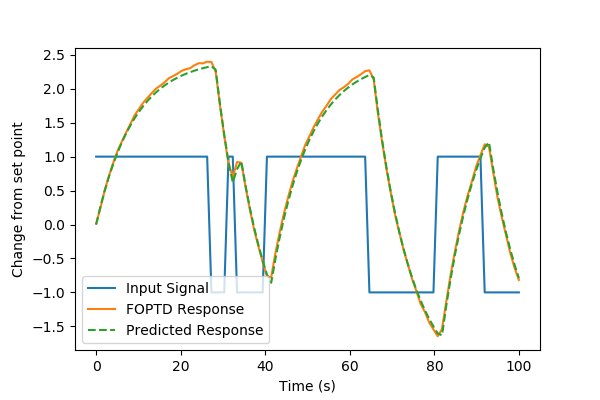 2.5
2.0
1.5
1.0
0.5
0.0
−0.5
−1.0
−1.5
Change from set point
Input Signal
FOPTD Response
Predicted Response
0 20 40 60 80 100
Time (s)